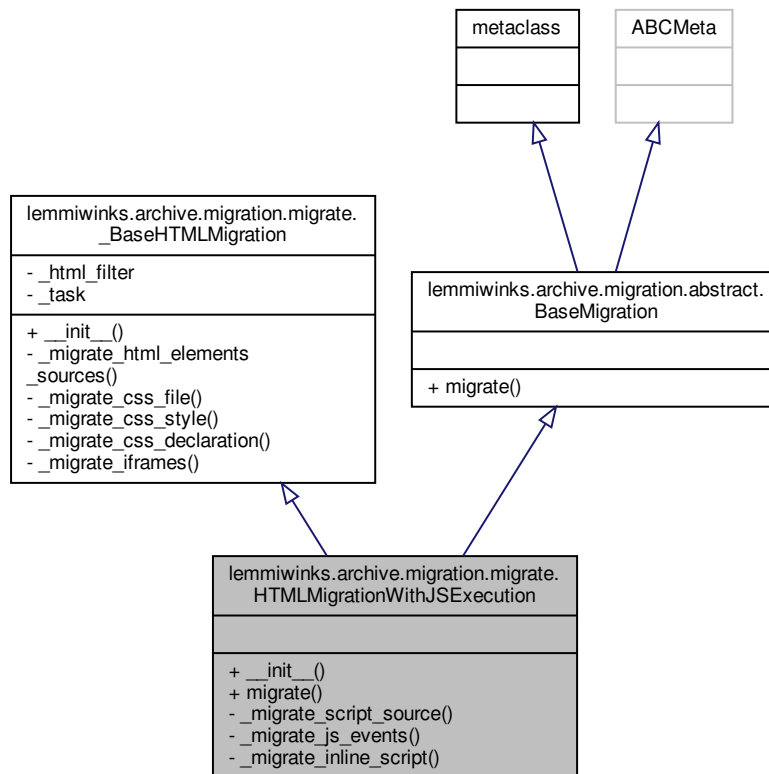 metaclass
ABCMeta
lemmiwinks.archive.migration.migrate.
_BaseHTMLMigration
- _html_filter
- _task
+ __init__()
- _migrate_html_elements
_sources()
- _migrate_css_file()
- _migrate_css_style()
- _migrate_css_declaration()
- _migrate_iframes()
lemmiwinks.archive.migration.abstract.
BaseMigration
+ migrate()
lemmiwinks.archive.migration.migrate.
HTMLMigrationWithJSExecution
+ __init__()
+ migrate()
- _migrate_script_source()
- _migrate_js_events()
- _migrate_inline_script()